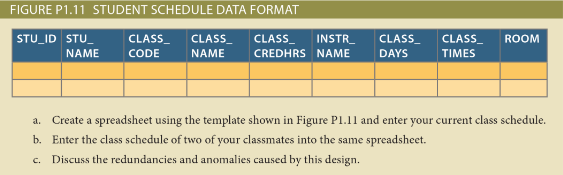 FIGURE P1.11 STUDENT SCHEDULE DATA FORMAT
STU_ID STU_ CLASS_ CLASS_ CLASS_ INSTR_ CLASS_ CLASS_ ROOM
NAME CODE NAME CREDHRS NAME DAYS TIMES
a. Create a spreadsheet using the template shown in Figure P1.11 and enter your current class schedule.
b. Enter the class schedule of two of your classmates into the same spreadsheet.
c. Discuss the redundancies and anomalies caused by this design.